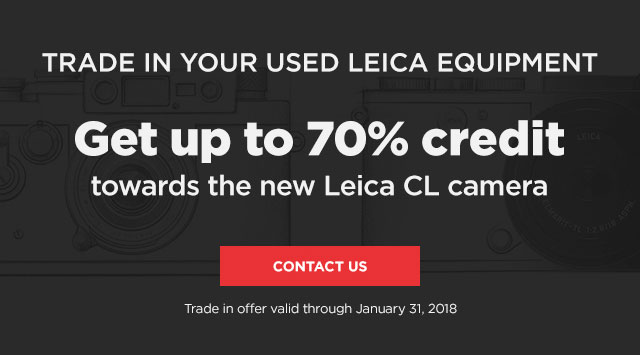 TRADE IN YOUR USED LEICA EQUIPMENT
Get up to 70% credit
towards the new Leica CL camera
CONTACT US
Trade in offer valid through January 31, 2018
LEICA